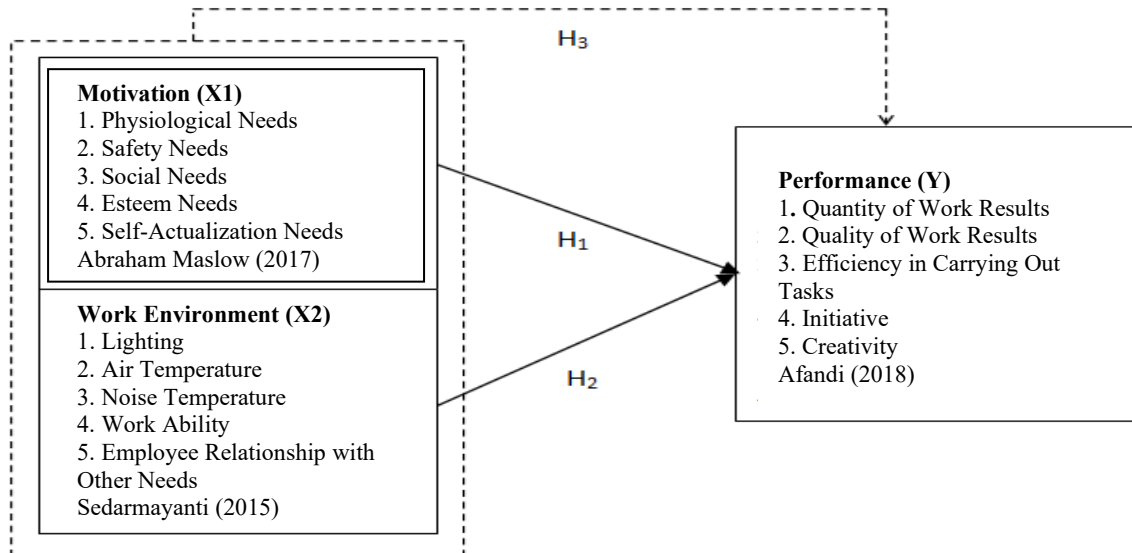 H3
Motivation (X1)
1. Physiological Needs
2. Safety Needs
3. Social Needs
4. Esteem Needs
5. Self-Actualization Needs
Abraham Maslow (2017)
H1
Work Environment (X2)
1. Lighting
2. Air Temperature
3. Noise Temperature
4. Work Ability
5. Employee Relationship with
Other Needs
Sedarmayanti (2015)
H2
Performance (Y)
1. Quantity of Work Results
2. Quality of Work Results
3. Efficiency in Carrying Out
Tasks
4. Initiative
5. Creativity
Afandi (2018)